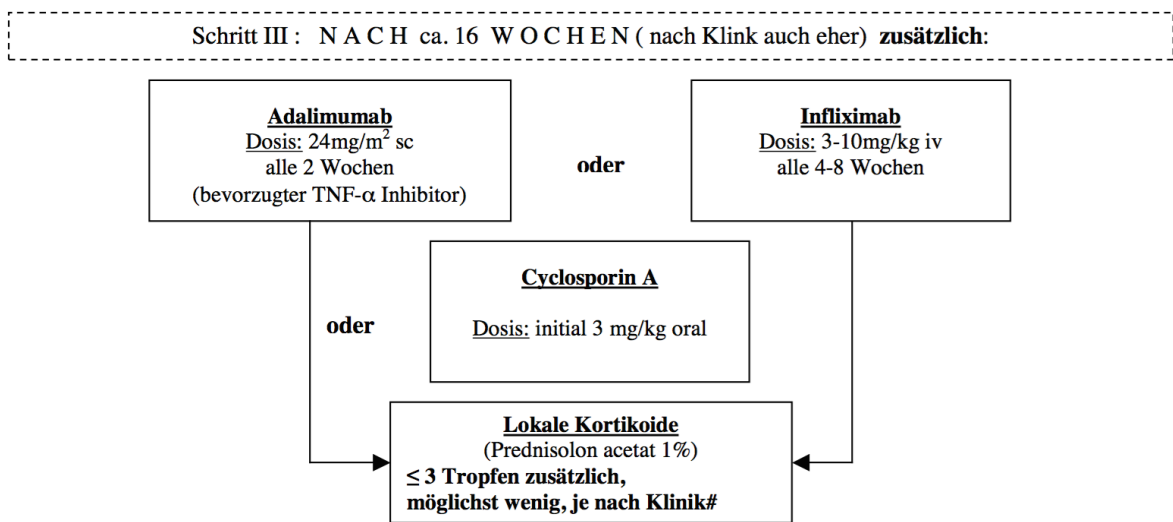 Schritt III : N A C H ca. 16 W O C H E N ( nach Klink auch eher) zusätzlich:
Adalimumab
Dosis: 24mg/m² sc
alle 2 Wochen
(bevorzugter TNF-α Inhibitor)
oder
Infliximab
Dosis: 3-10mg/kg iv
alle 4-8 Wochen
oder
Cyclosporin A
Dosis: initial 3 mg/kg oral
Lokale Kortikoide
(Prednisolon acetat 1%)
≤ 3 Tropfen zusätzlich,
möglichst wenig, je nach Klinik#